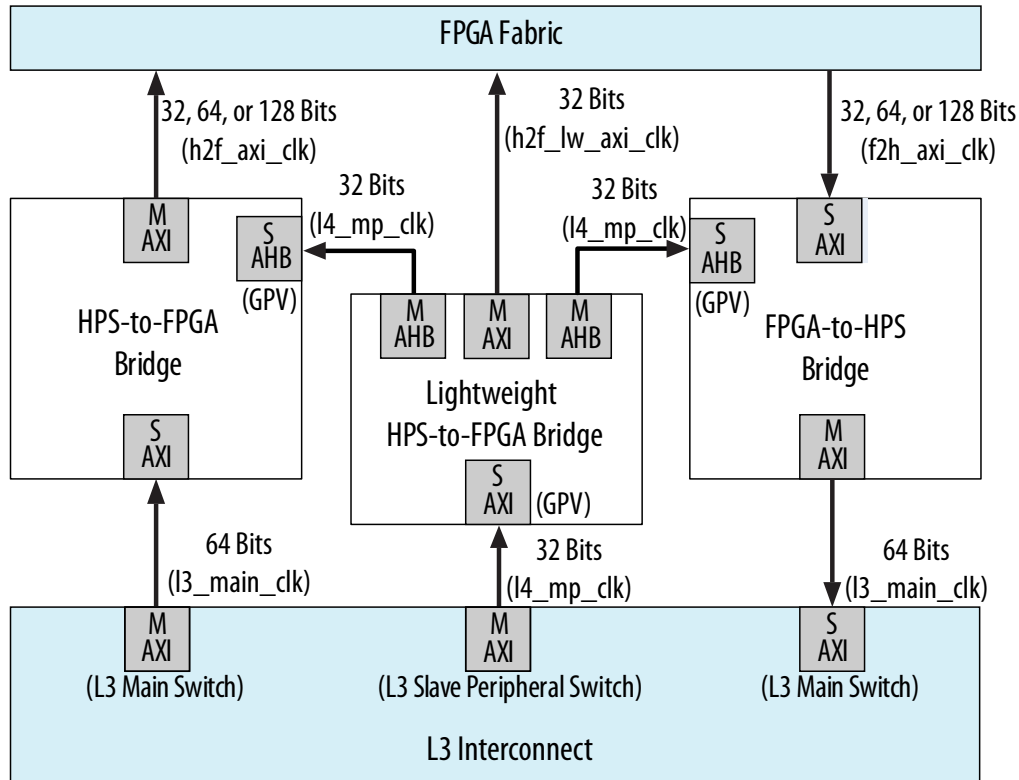 FPGA Fabric
32, 64, or 128 Bits
(h2f_axi_clk)
32 Bits
(h2f_lw_axi_clk)
32, 64, or 128 Bits
(f2h_axi_clk)
32 Bits
(l4_mp_clk)
32 Bits
(l4_mp_clk)
M
AXI
S
AHB
(GPV)
HPS-to-FPGA
Bridge
S
AXI
M
AHB
M
AXI
M
AHB
Lightweight
HPS-to-FPGA Bridge
S
AXI
(GPV)
S
AHB
(GPV)
S
AXI
FPGA-to-HPS
Bridge
M
AXI
64 Bits
(l3_main_clk)
32 Bits
(l4_mp_clk)
64 Bits
(l3_main_clk)
M
AXI
(L3 Main Switch)
M
AXI
(L3 Slave Peripheral Switch)
S
AXI
(L3 Main Switch)
L3 Interconnect